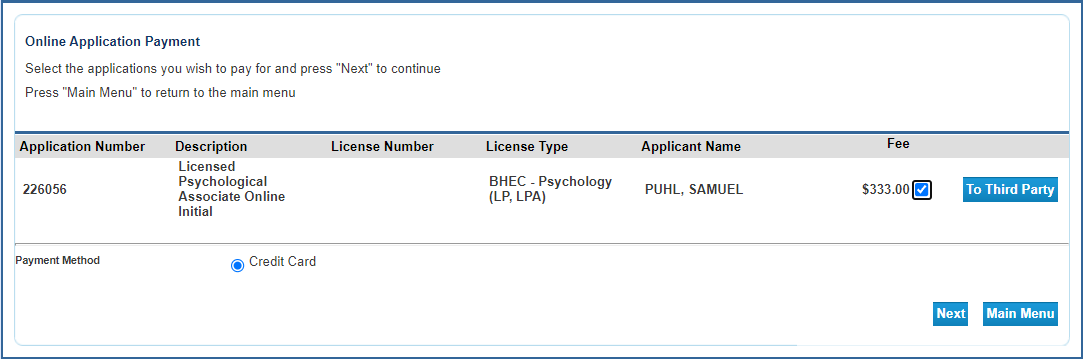 Online Application Payment
Select the applications you wish to pay for and press "Next" to continue
Press "Main Menu" to return to the main menu
Application Number Description License Number License Type Applicant Name Fee
226056
Licensed
Psychological
Associate Online
Initial
BHEC - Psychology
(LP, LPA)
PUHL, SAMUEL
$333.00
To Third Party
Payment Method
Credit Card
Next Main Menu